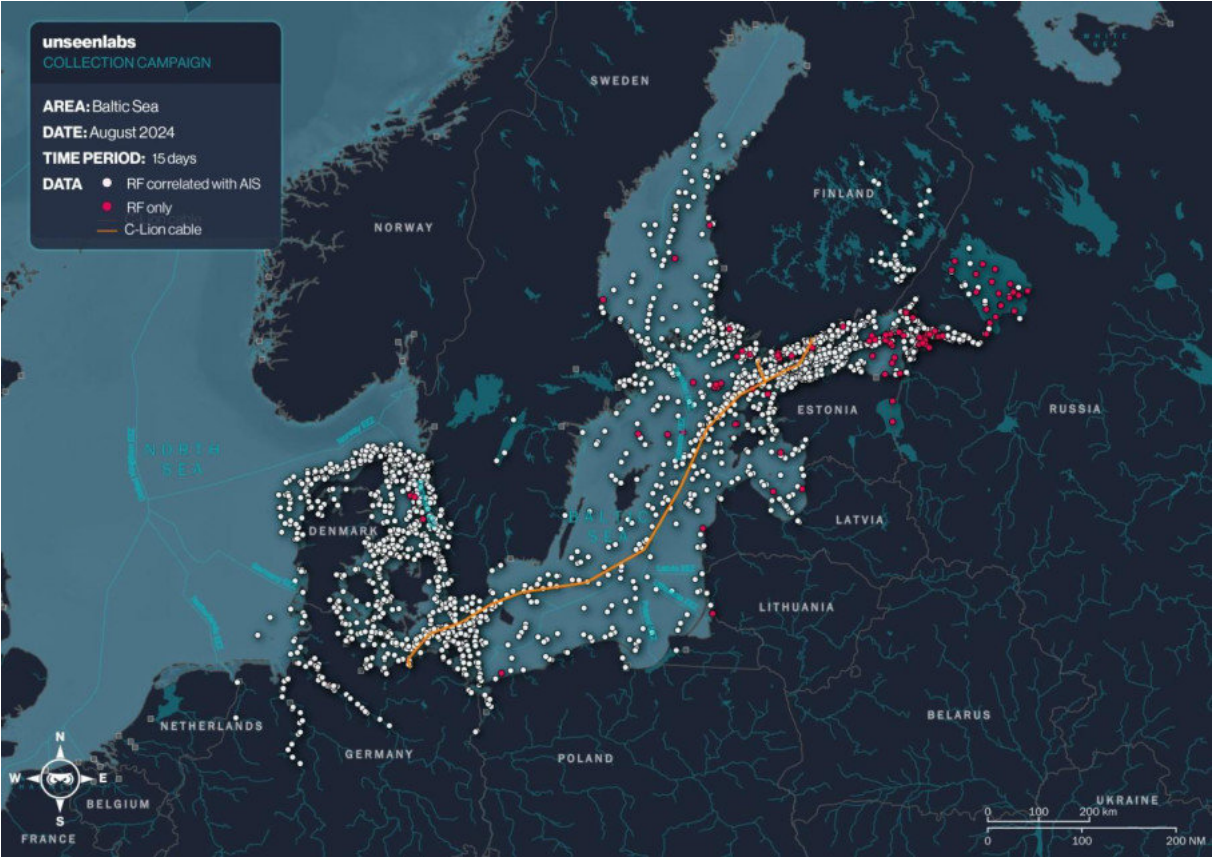 unseenlabs
COLLECTION CAMPAIGN
AREA: Baltic Sea
DATE: August 2024
TIME PERIOD: 15 days
DATA
RF correlated with AIS
RF only
C-Lion cable
WHITE
SEA
SWEDEN
FINLAND
NORWAY
NORTH
SEA
ESTONIA
RUSSIA
DENMARK
BALTIC
SEA
LATVIA
LITHUANIA
NETHERLANDS
GERMANY
POLAND
BELARUS
N
W
E
S
BELGIUM
FRANCE
UKRAINE
0 100 200 km
0 100 200 NM